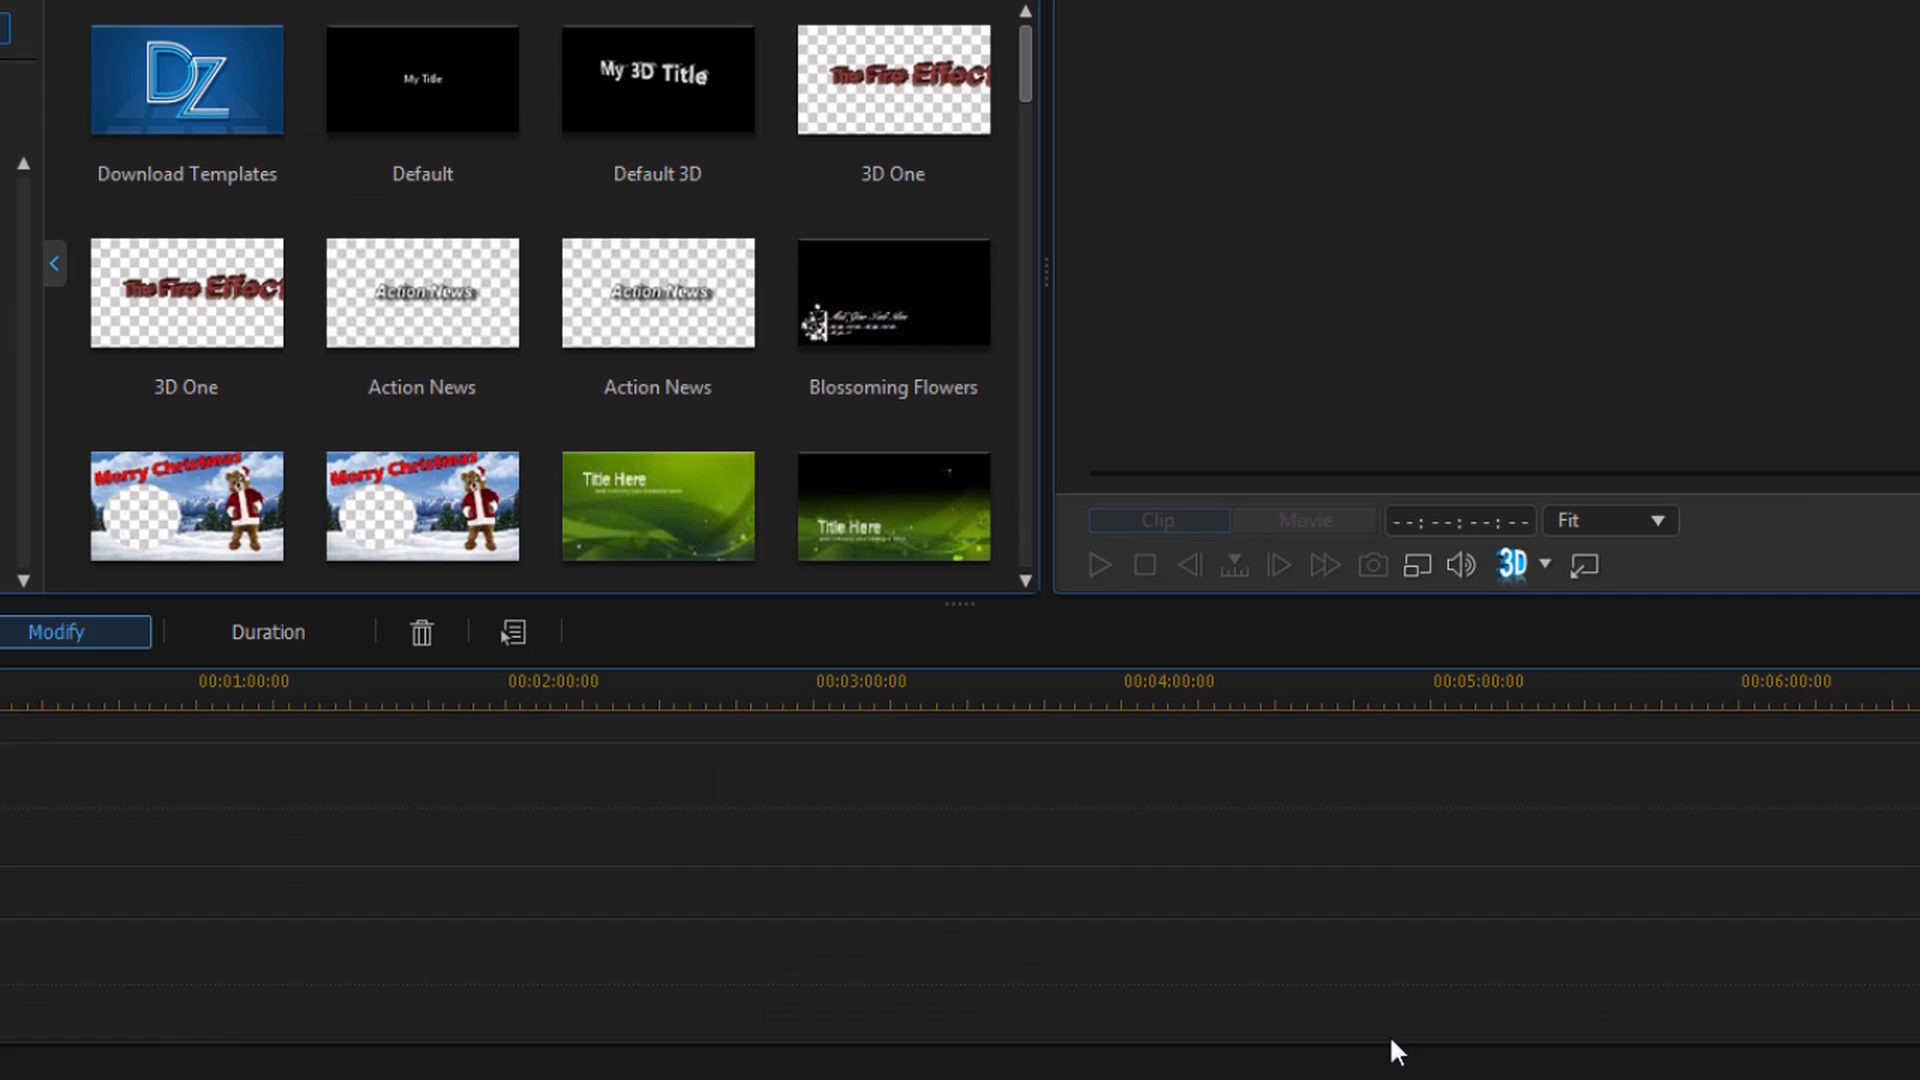 DZ
My Title
My 3D Title
The Fire Effect
Download Templates
Default
Default 3D
3D One
The Fire Effect
Action News
Action News
3D One
Action News
Action News
Blossoming Flowers
Merry Christmas
Merry Christmas
Title Here
Title Here
Clip
Movie
--:--:--:--
Fit
3D
Modify
Duration
00:01:00:00
00:02:00:00
00:03:00:00
00:04:00:00
00:05:00:00
00:06:00:00